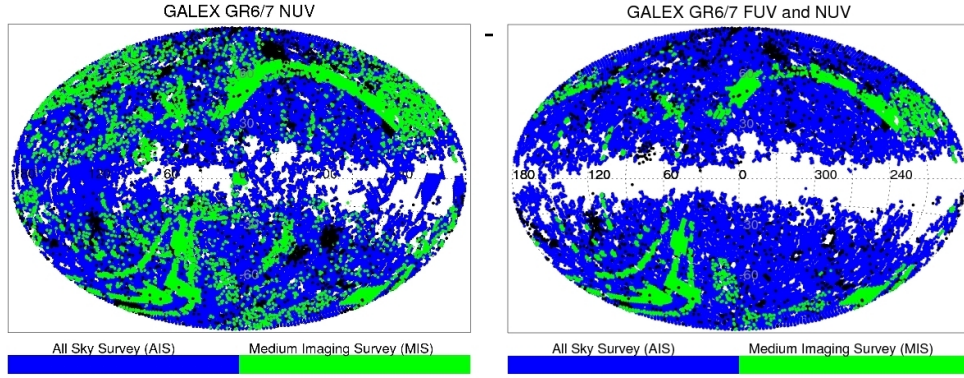 GALEX GR6/7 NUV
30
60
-60
All Sky Survey (AIS)
Medium Imaging Survey (MIS)
GALEX GR6/7 FUV and NUV
30
180
120
60
0
300
240
-30
-60
All Sky Survey (AIS)
Medium Imaging Survey (MIS)